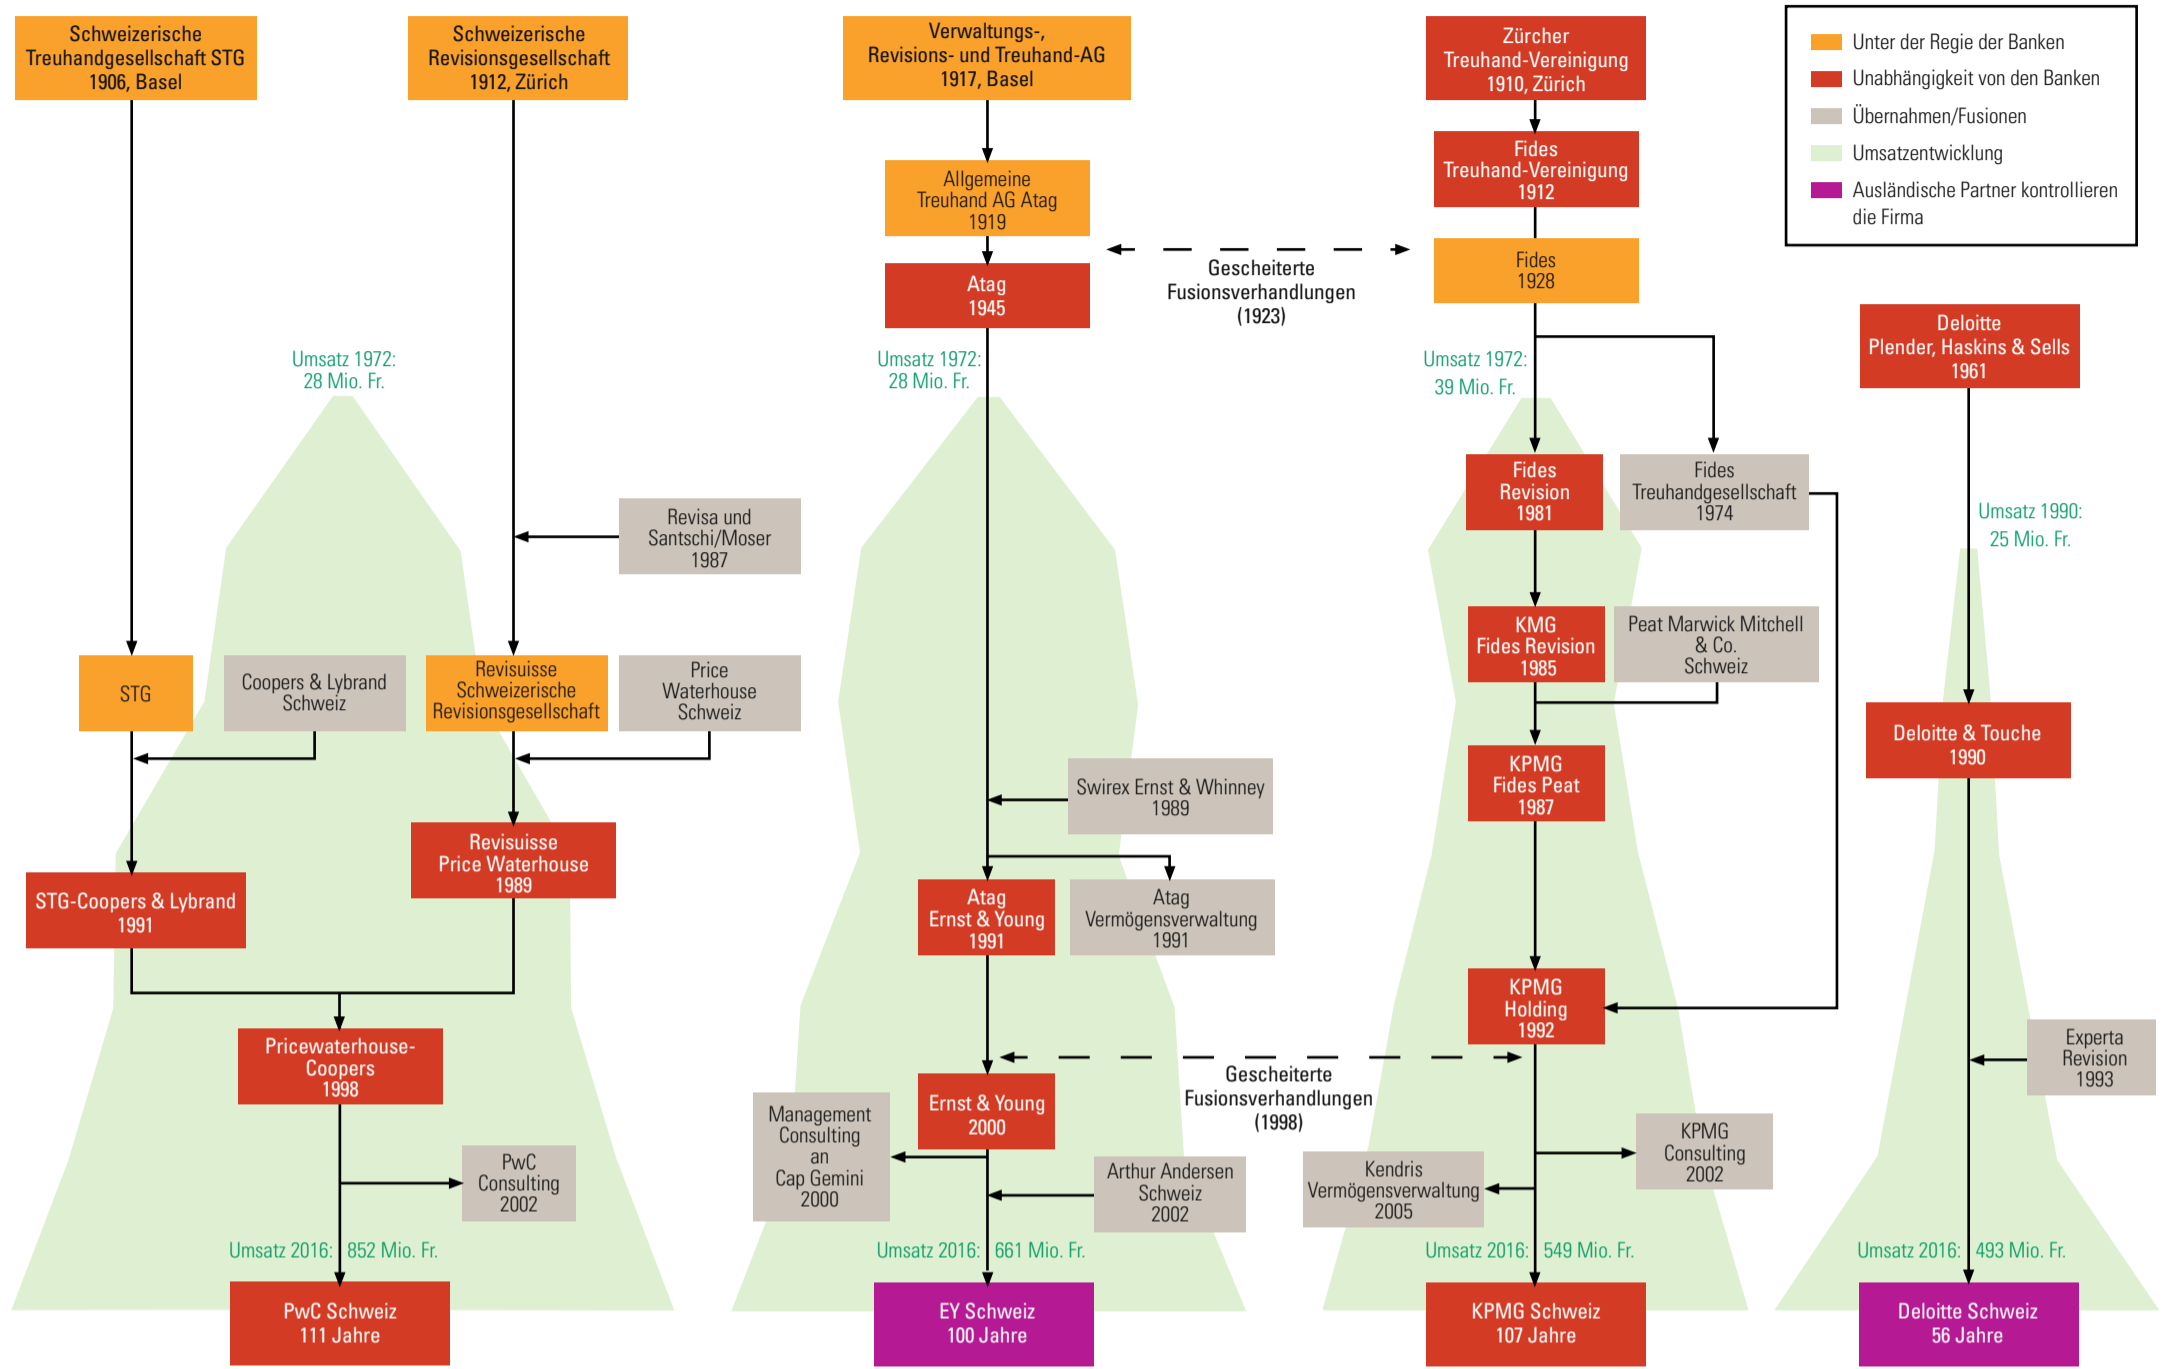 Schweizerische
Treuhandgesellschaft STG
1906, Basel
Schweizerische
Revisionsgesellschaft
1912, Zürich
Verwaltungs-,
Revisions- und Treuhand-AG
1917, Basel
Zürcher
Treuhand-Vereinigung
1910, Zürich
Unter der Regie der Banken
Unabhängigkeit von den Banken
Übernahmen/Fusionen
Umsatzentwicklung
Ausländische Partner kontrollieren
die Firma
Allgemeine
Treuhand AG Atag
1919
Fides
Treuhand-Vereinigung
1912
Atag
1945
Gescheiterte
Fusionsverhandlungen
(1923)
Fides
1928
Deloitte
Plender, Haskins & Sells
1961
Umsatz 1972:
28 Mio. Fr.
Umsatz 1972:
28 Mio. Fr.
Umsatz 1972:
39 Mio. Fr.
Fides
Revision
1981
Fides
Treuhandgesellschaft
1974
Umsatz 1990:
25 Mio. Fr.
Revisa und
Santschi/Moser
1987
KMG
Fides Revision
1985
Peat Marwick Mitchell
& Co.
Schweiz
STG
Coopers & Lybrand
Schweiz
Revisuisse
Schweizerische
Revisionsgesellschaft
Price
Waterhouse
Schweiz
Deloitte & Touche
1990
KPMG
Fides Peat
1987
Swirex Ernst & Whinney
1989
Revisuisse
Price Waterhouse
1989
STG-Coopers & Lybrand
1991
Atag
Ernst & Young
1991
Atag
Vermögensverwaltung
1991
KPMG
Holding
1992
Pricewaterhouse-
Coopers
1998
Experta
Revision
1993
Gescheiterte
Fusionsverhandlungen
(1998)
Ernst & Young
2000
Management
Consulting
an
Cap Gemini
2000
KPMG
Consulting
2002
PwC
Consulting
2002
Arthur Andersen
Schweiz
2002
Kendris
Vermögensverwaltung
2005
Umsatz 2016: 852 Mio. Fr.
Umsatz 2016: 661 Mio. Fr.
Umsatz 2016: 549 Mio. Fr.
Umsatz 2016: 493 Mio. Fr.
PwC Schweiz
111 Jahre
EY Schweiz
100 Jahre
KPMG Schweiz
107 Jahre
Deloitte Schweiz
56 Jahre